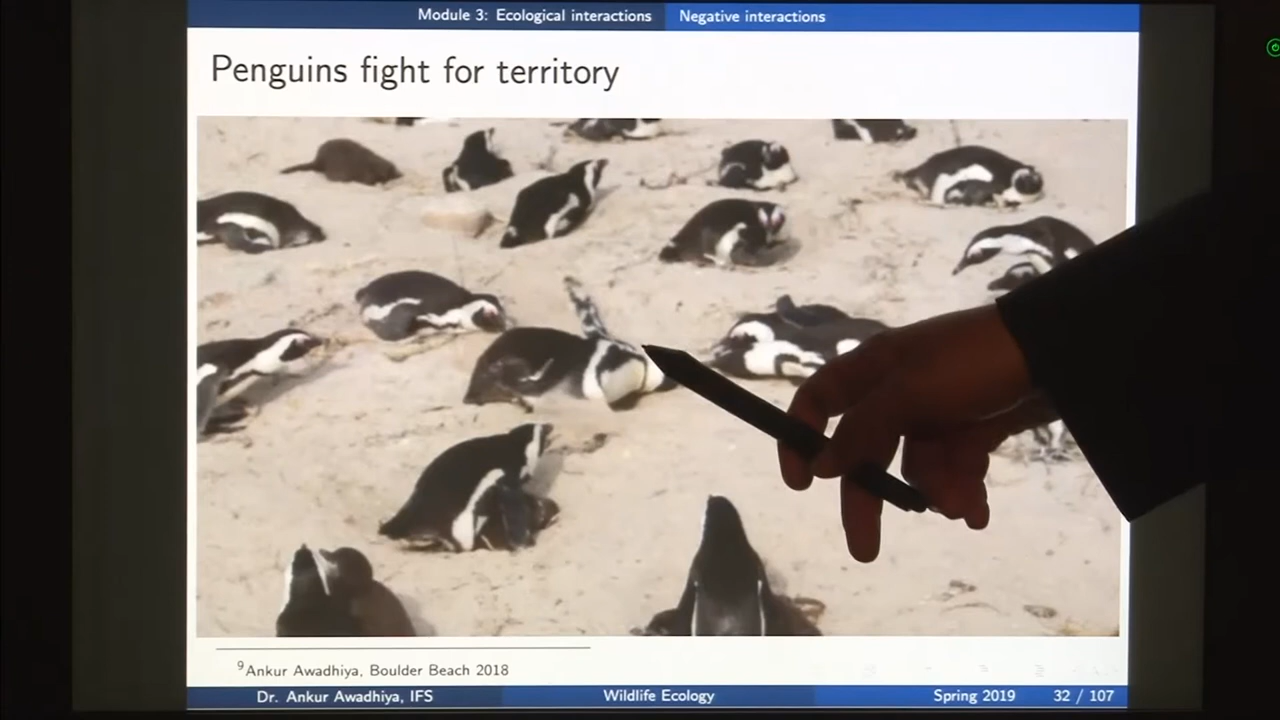 Module 3: Ecological interactions Negative interactions
Penguins fight for territory
9Ankur Awadhiya, Boulder Beach 2018
Dr. Ankur Awadhiya, IFS Wildlife Ecology Spring 2019 32 / 107